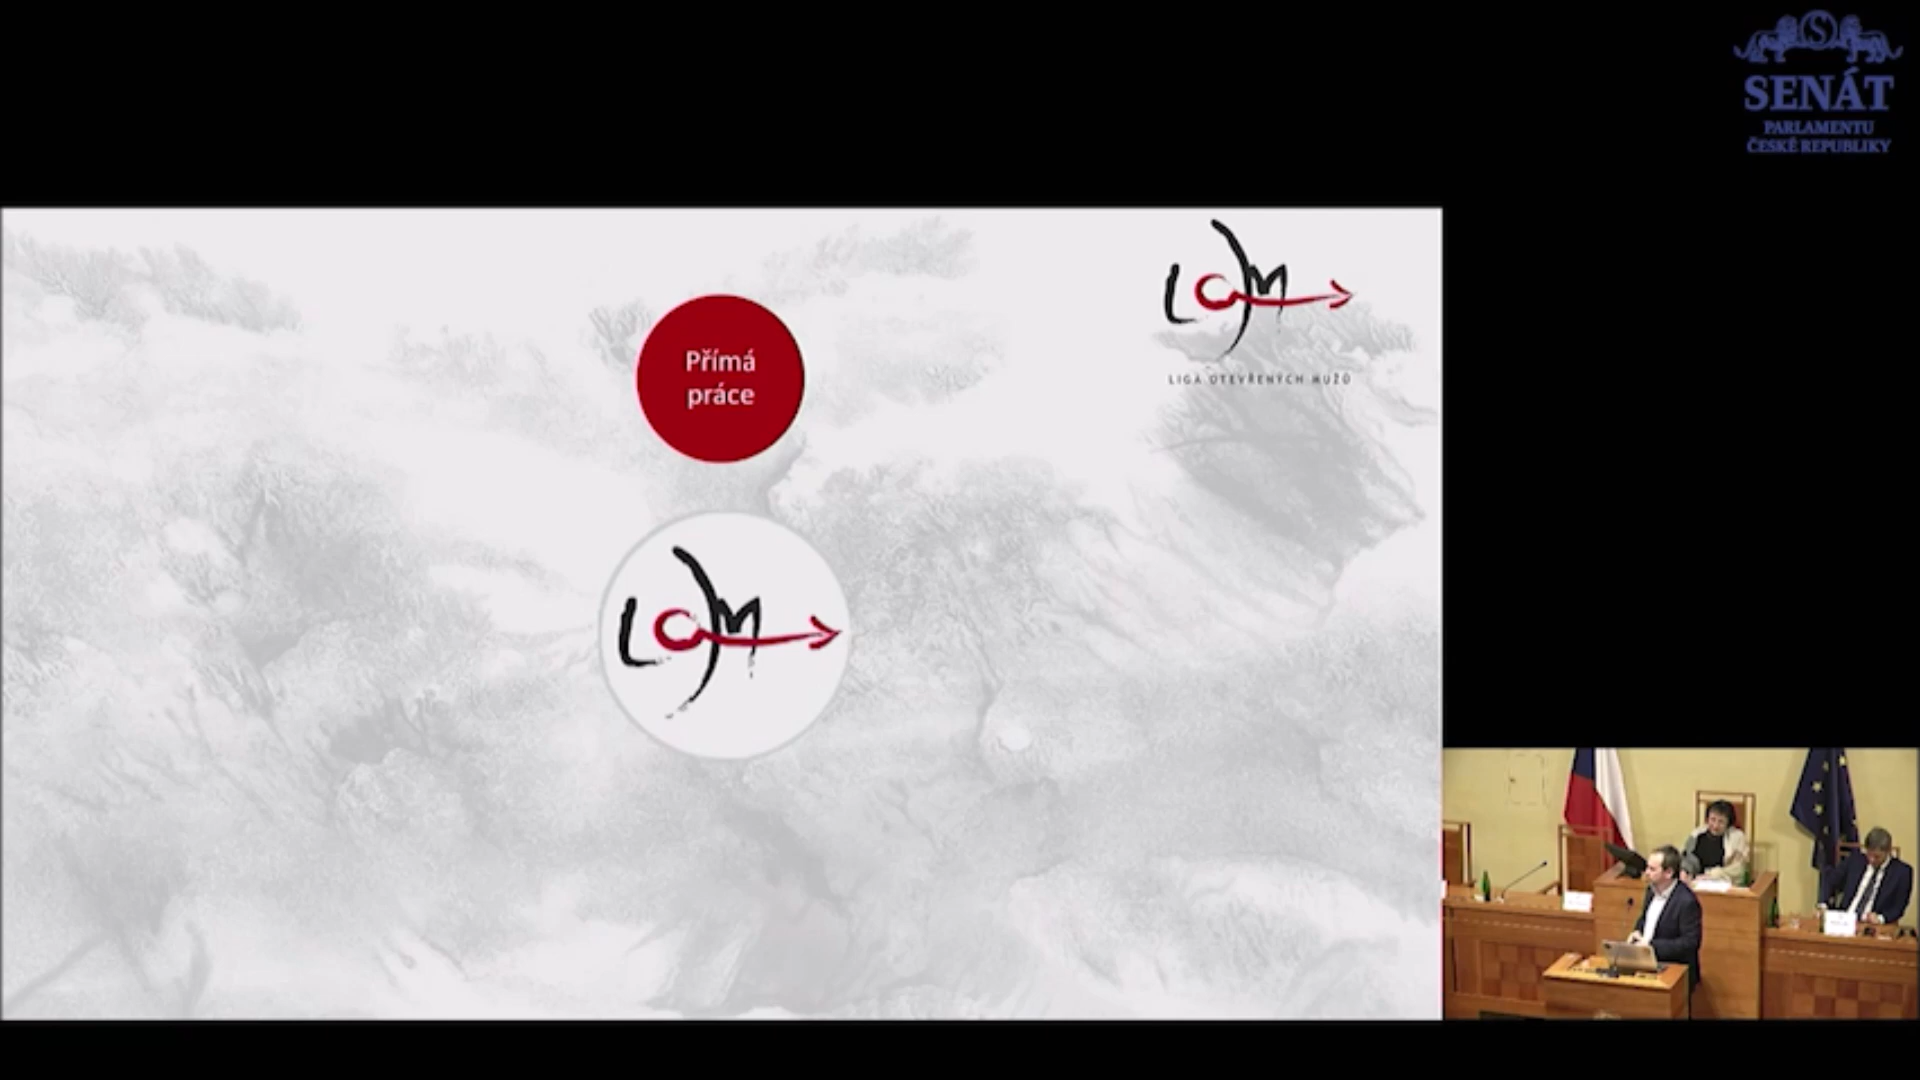 SENÁT
PARLAMENTU
ČESKÉ REPUBLIKY
LOM
LIGA OTEVŘENÝCH MUŽŮ
Přímá
práce
LOM